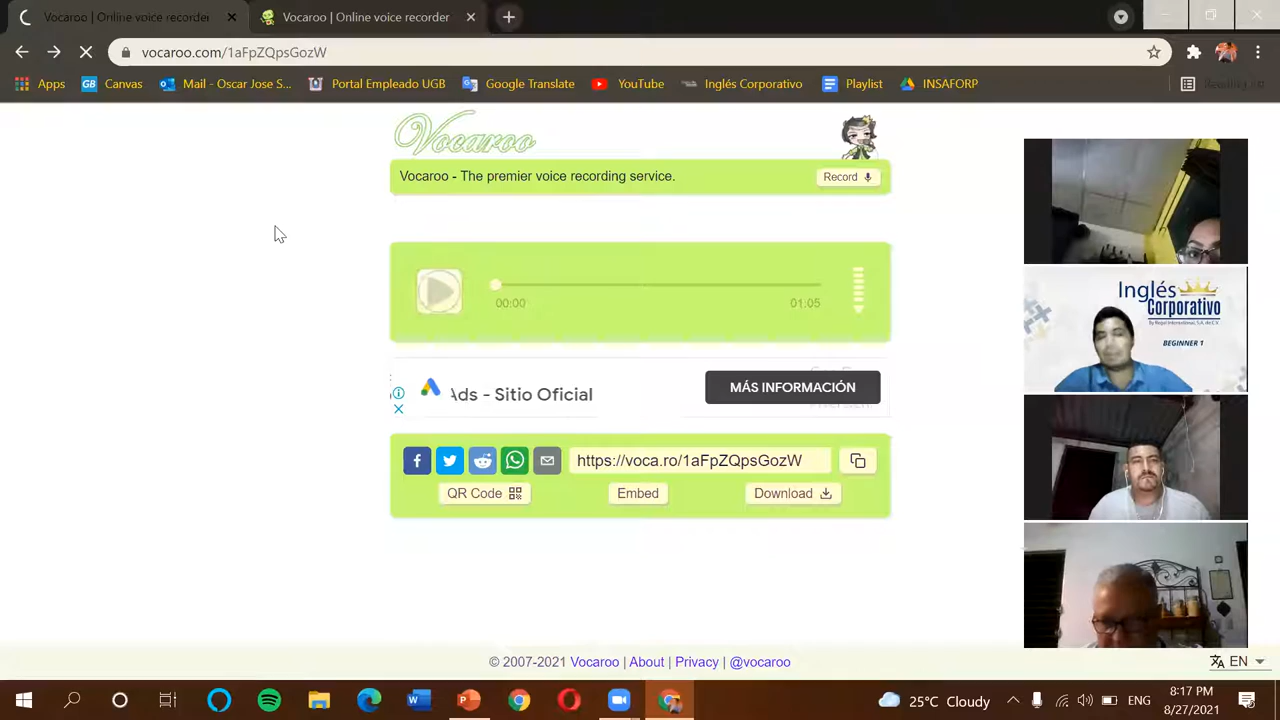 Vocaroo | Online voice recorder
Vocaroo | Online voice recorder
vocaroo.com/1aFpZQpsGozW
Apps
GB Canvas
Mail - Oscar Jose S...
Portal Empleado UGB
Google Translate
YouTube
Inglés Corporativo
Playlist
INSAFORP
Vocaroo
Vocaroo - The premier voice recording service.
Record
00:00
01:05
Ads - Sitio Oficial
MÁS INFORMACIÓN
https://voca.ro/1aFpZQpsGozW
QR Code
Embed
Download
Inglés
Corporativo
BEGINNER 1
© 2007-2021 Vocaroo | About | Privacy | @vocaroo
EN
25°C Cloudy
ENG
8:17 PM
8/27/2021